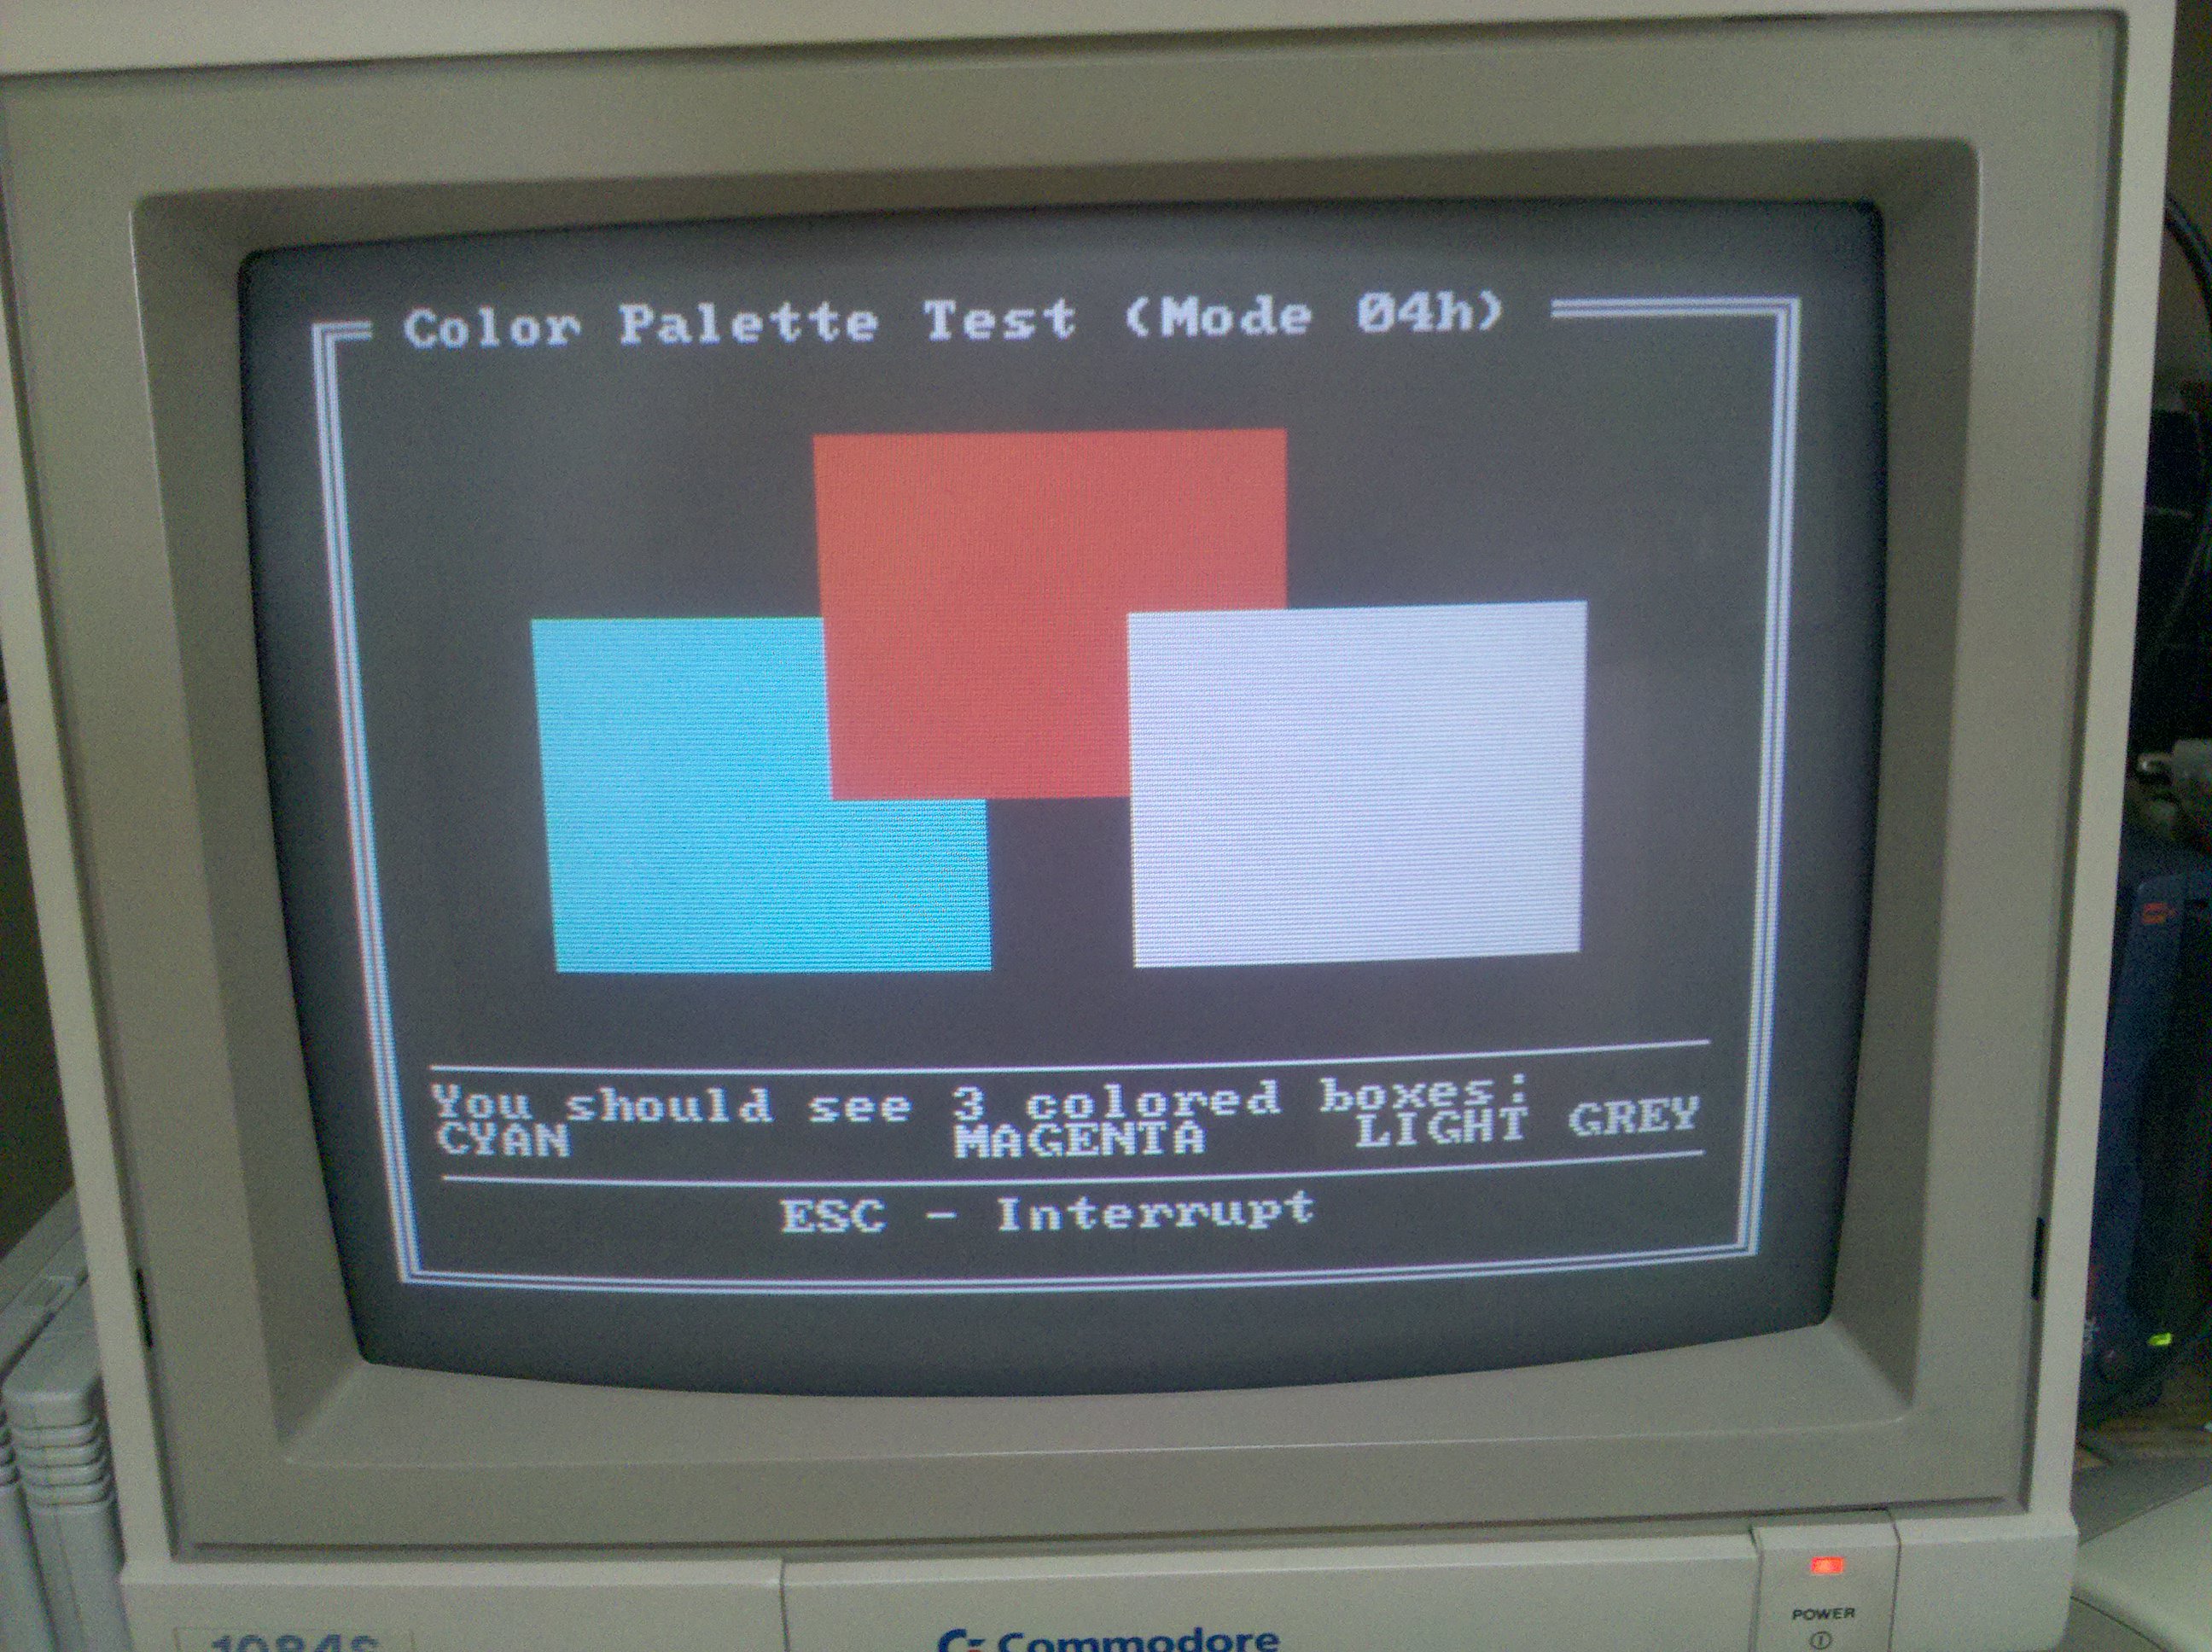 Color Palette Test (Mode 04h)
You should see 3 colored boxes:
CYAN MAGENTA LIGHT GREY
ESC - Interrupt
1084S
Commodore
POWER